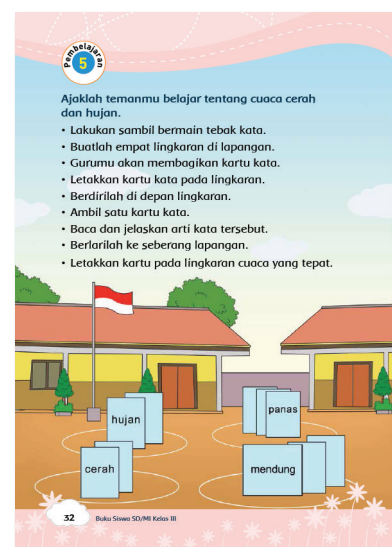 Pembelajaran
5
Ajaklah temanmu belajar tentang cuaca cerah
dan hujan.
• Lakukan sambil bermain tebak kata.
• Buatlah empat lingkaran di lapangan.
• Gurumu akan membagikan kartu kata.
• Letakkan kartu kata pada lingkaran.
• Berdirilah di depan lingkaran.
• Ambil satu kartu kata.
• Baca dan jelaskan arti kata tersebut.
• Berlarilah ke seberang lapangan.
• Letakkan kartu pada lingkaran cuaca yang tepat.
hujan
panas
cerah
mendung
32 Buku Siswa SD/MI Kelas III